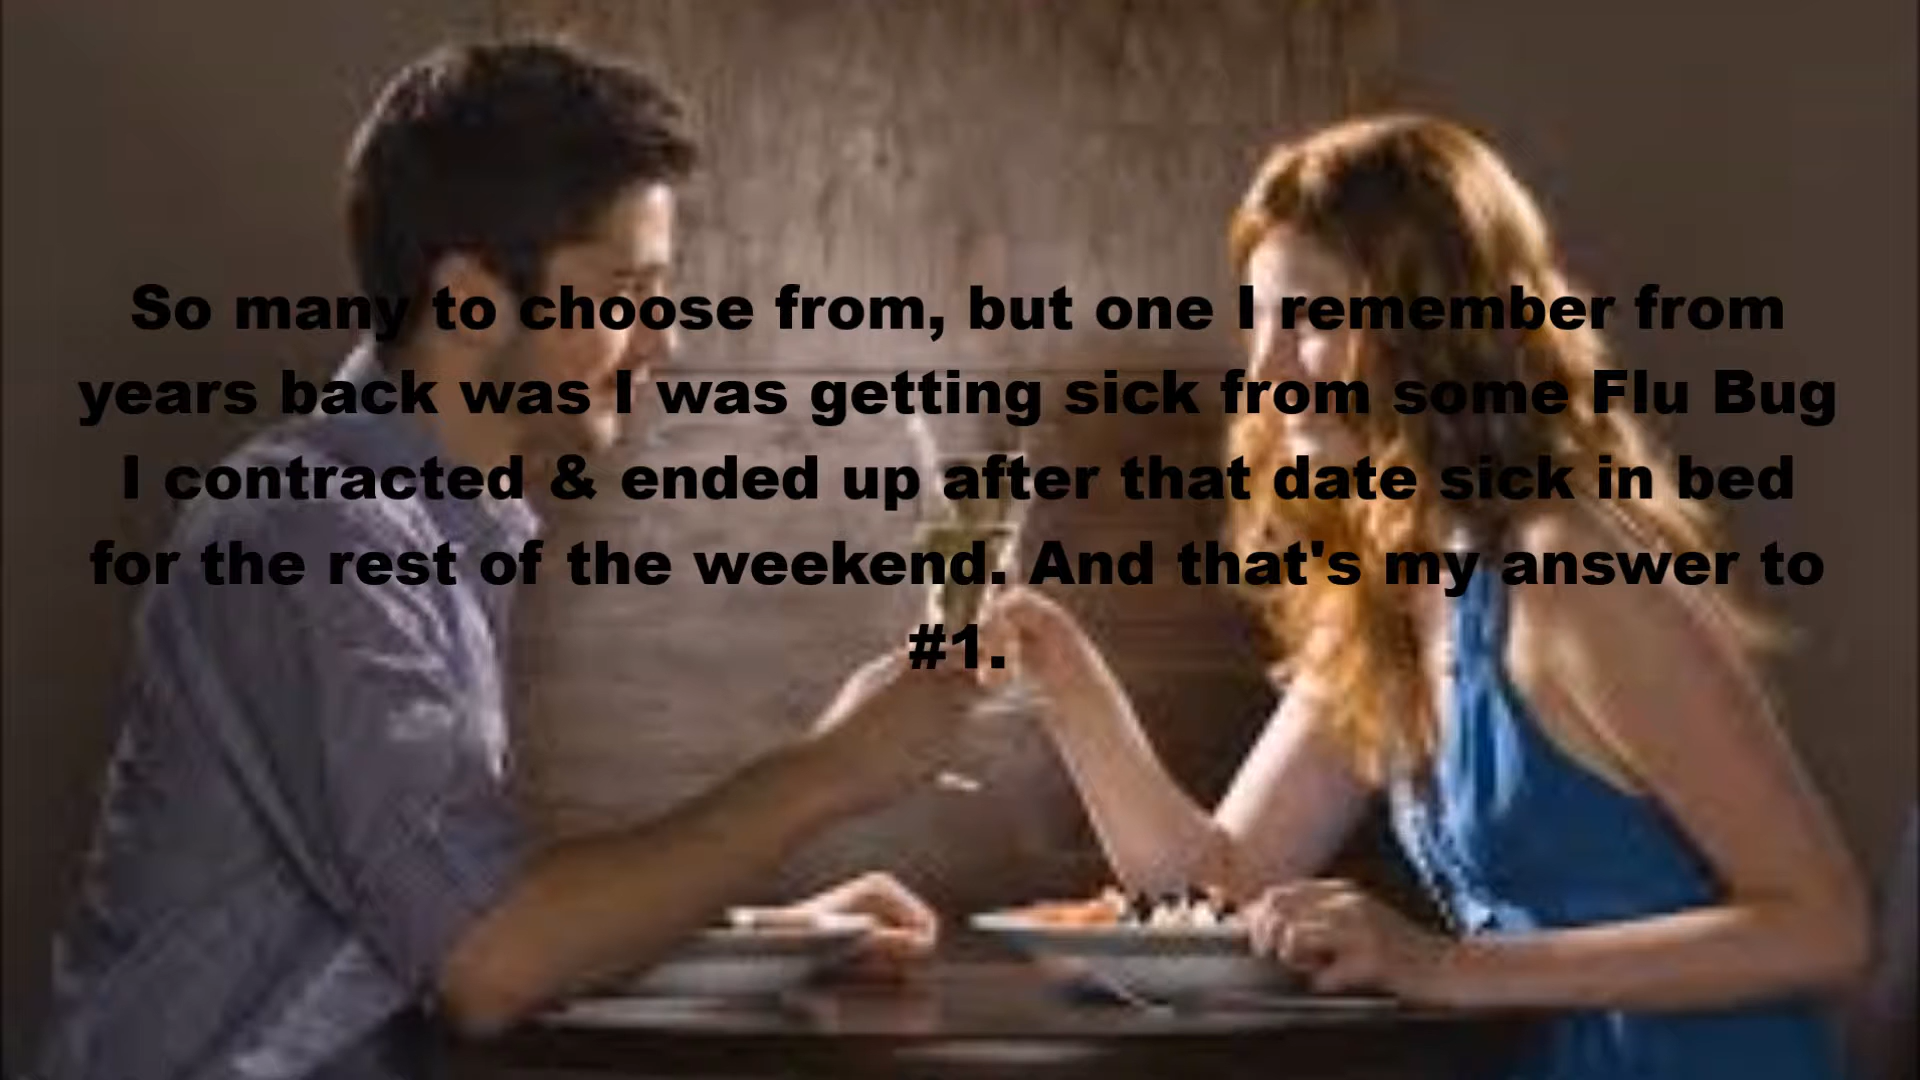 So many to choose from, but one I remember from
years back was I was getting sick from some Flu Bug
I contracted & ended up after that date sick in bed
for the rest of the weekend. And that's my answer to
#1.